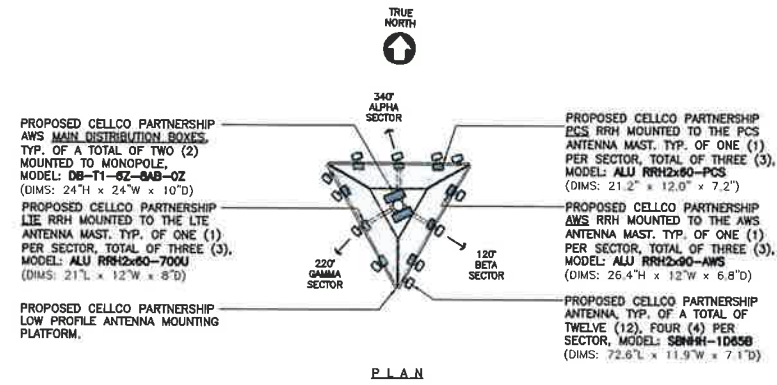 TRUE
NORTH
340°
ALPHA
SECTOR
PROPOSED CELLCO PARTNERSHIP
AWS MAIN DISTRIBUTION BOXES,
TYP. OF A TOTAL OF TWO (2)
MOUNTED TO MONOPOLE,
MODEL: DB-T1-6Z-8AB-0Z
(DIMS: 24"H x 24"W x 10"D)
PROPOSED CELLCO PARTNERSHIP
LTE RRH MOUNTED TO THE LTE
ANTENNA MAST. TYP. OF ONE (1)
PER SECTOR, TOTAL OF THREE (3),
MODEL: ALU RRH2x60-700U
(DIMS: 21"L x 12"W x 8"D)
PROPOSED CELLCO PARTNERSHIP
LOW PROFILE ANTENNA MOUNTING
PLATFORM.
220°
GAMMA
SECTOR
120°
BETA
SECTOR
PROPOSED CELLCO PARTNERSHIP
PCS RRH MOUNTED TO THE PCS
ANTENNA MAST. TYP. OF ONE (1)
PER SECTOR, TOTAL OF THREE (3),
MODEL: ALU RRH2x60-PCS
(DIMS: 21.2" x 12.0" x 7.2")
PROPOSED CELLCO PARTNERSHIP
AWS RRH MOUNTED TO THE AWS
ANTENNA MAST. TYP. OF ONE (1)
PER SECTOR, TOTAL OF THREE (3),
MODEL: ALU RRH2x90-AWS
(DIMS: 26.4"H x 12"W x 6.8"D)
PROPOSED CELLCO PARTNERSHIP
ANTENNA, TYP. OF A TOTAL OF
TWELVE (12), FOUR (4) PER
SECTOR, MODEL: SBNHH-1D65B
(DIMS: 72.6"L x 11.9"W x 7.1"D)
PLAN